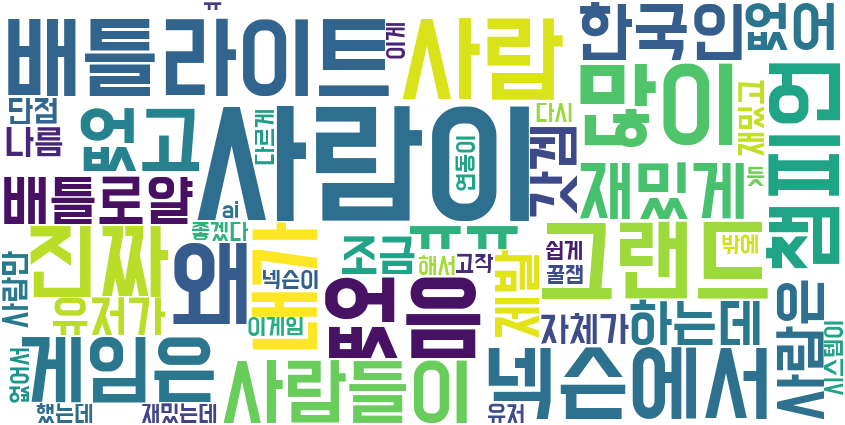 ㅠ
배틀라이트
이게
사람
한국인
없어
단점
나름
없고
다르게
사람이
연동이
다시
갓겜
많이
재밌고
챔피언
배틀로얄
ai
좋겠다
재밌게
듯
진짜
왜
내가
조금
ㅠㅠ
해서
고작
제발
쉽게
꿀잼
그랜드
밖에
사람만
유저가
넥슨이
이게임
없음
자체가
하는데
사람은
시스템이
없어서
게임은
사람들이
넥슨에서
했는데
재밌는데
유저